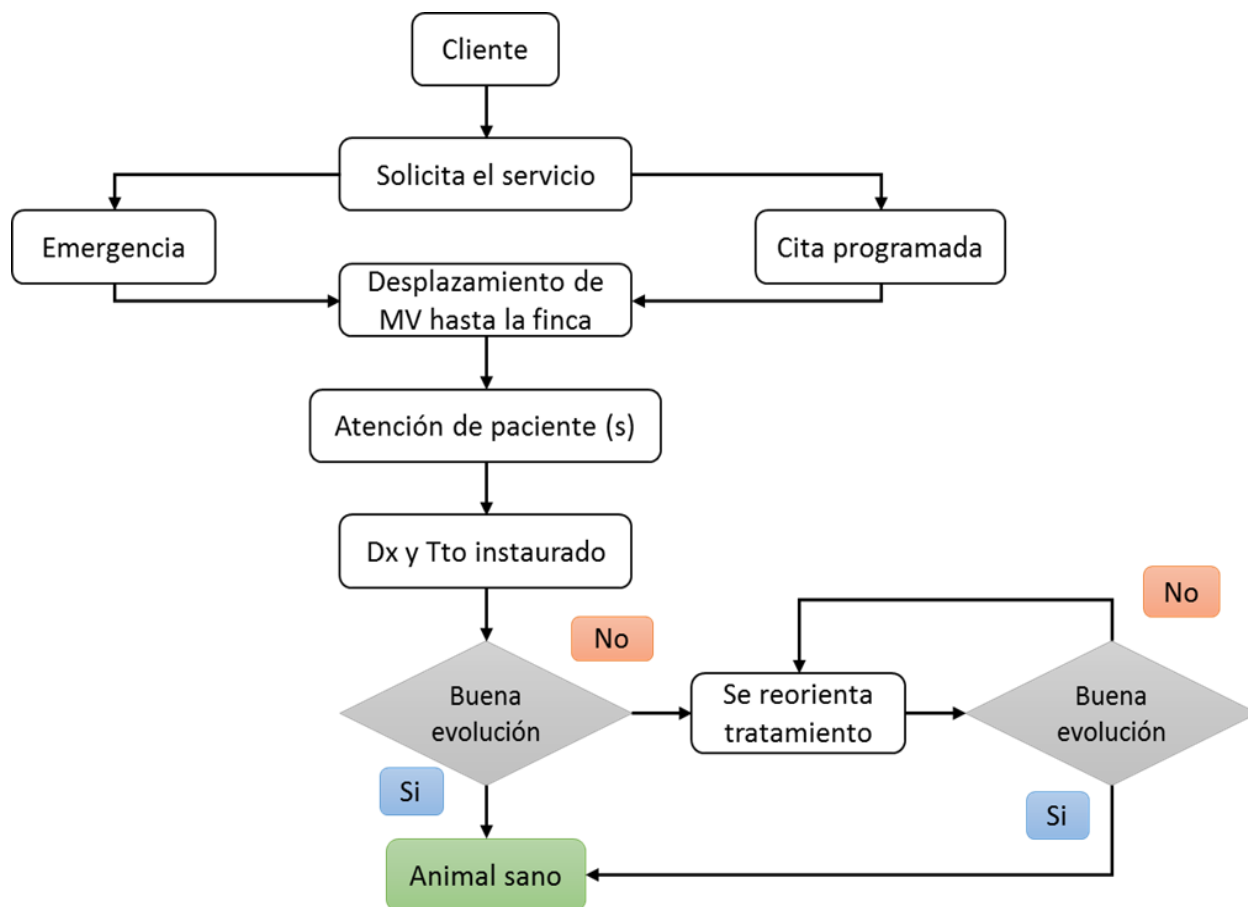 Cliente
Solicita el servicio
Emergencia
Cita programada
Desplazamiento de
MV hasta la finca
Atención de paciente (s)
Dx y Tto instaurado
No
No
Buena
evolución
Se reorienta
tratamiento
Buena
evolución
Si
Si
Animal sano